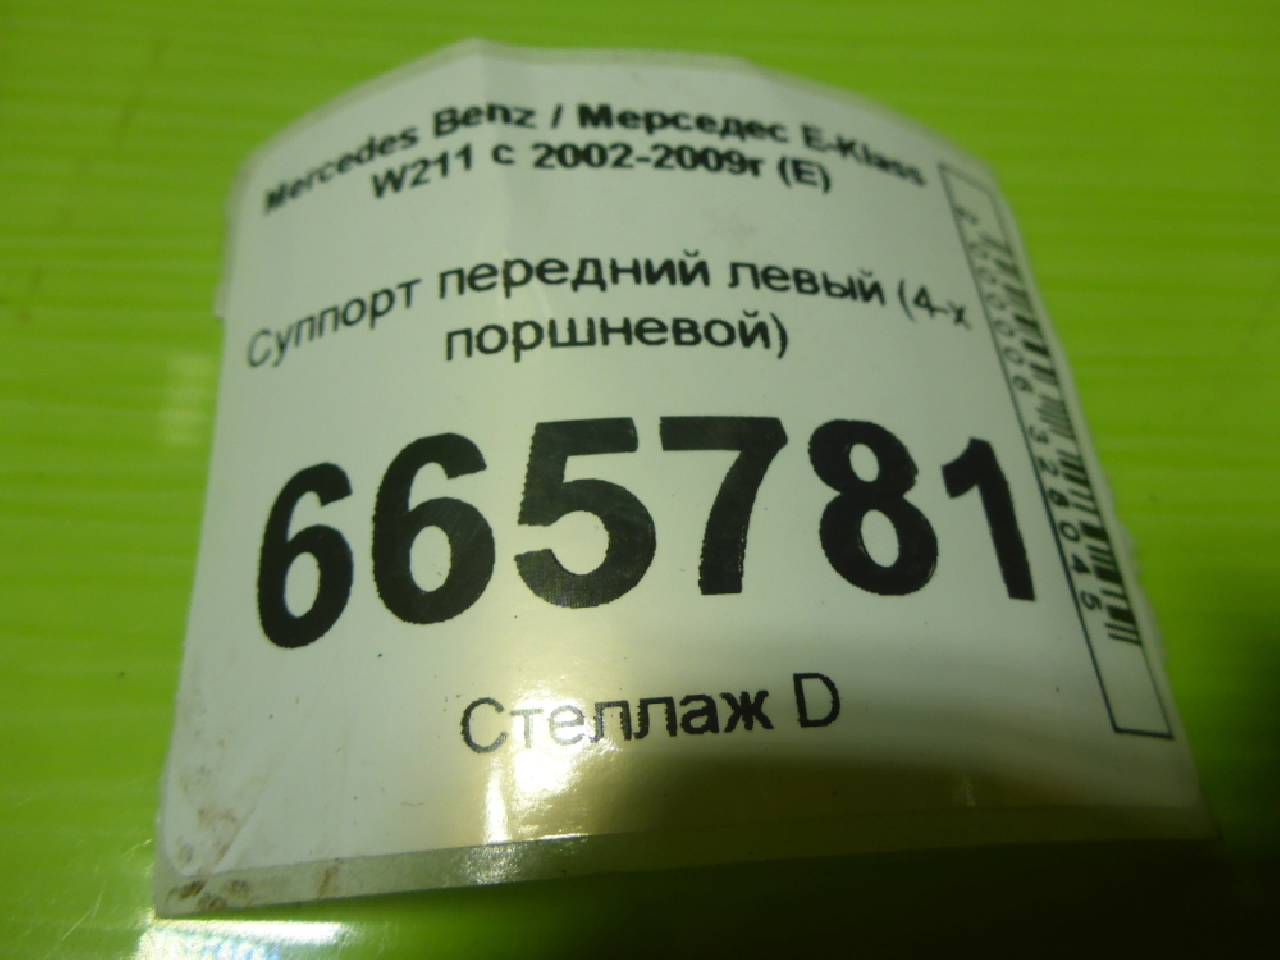 Mercedes Benz / Мерседес E-Klass
W211 с 2002-2009г (E)
Суппорт передний левый (4-х
поршневой)
665781
Стеллаж D